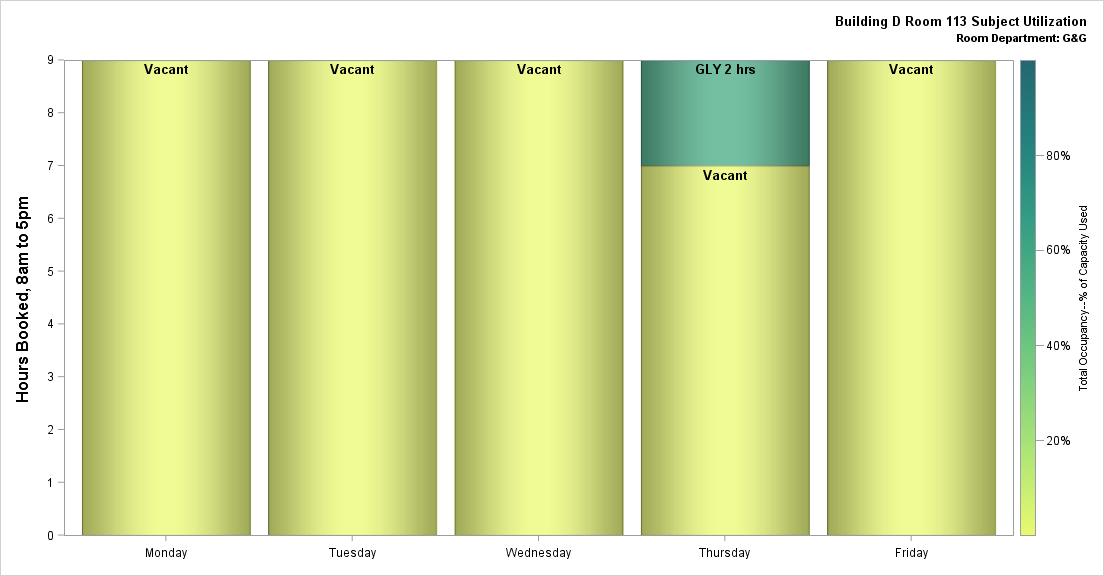 Building D Room 113 Subject Utilization
Room Department: G&G
Hours Booked, 8am to 5pm
9
8
7
6
5
4
3
2
1
0
Vacant
Vacant
Vacant
GLY 2 hrs
Vacant
Vacant
Monday
Tuesday
Wednesday
Thursday
Friday
80%
60%
40%
20%
Total Occupancy--% of Capacity Used